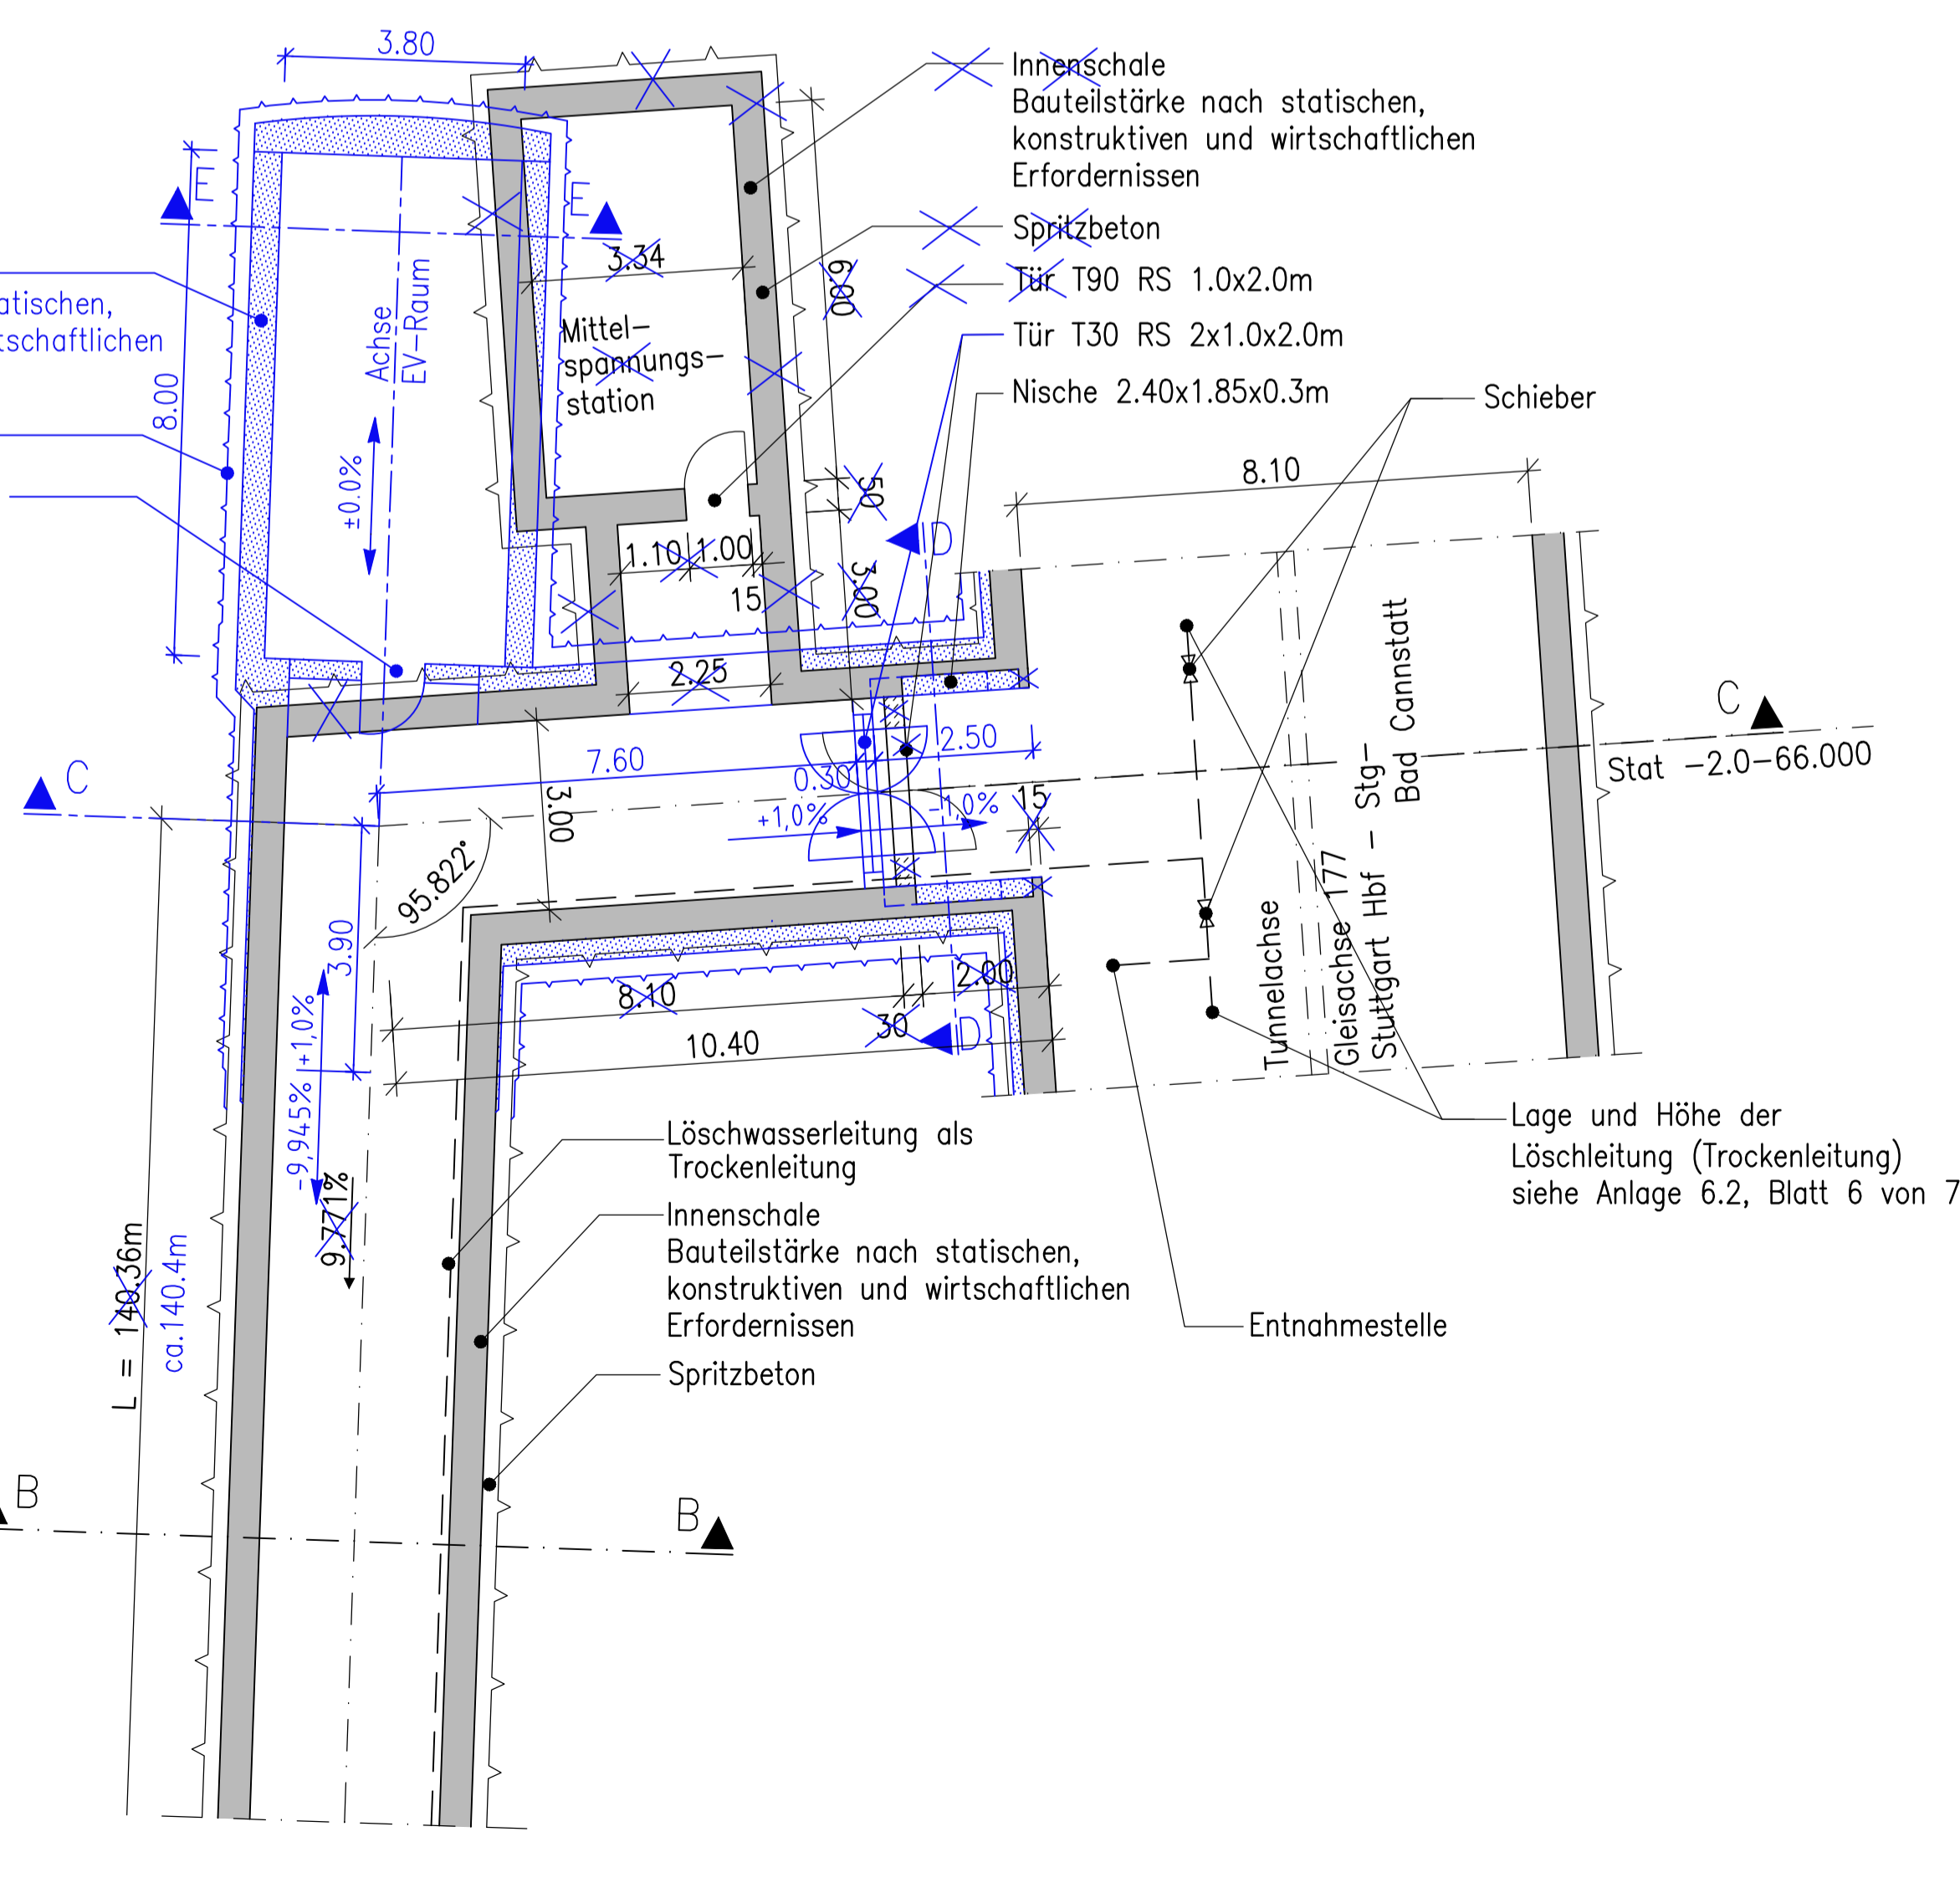 3.80
Innenschale
Bauteilstärke nach statischen,
konstruktiven und wirtschaftlichen
Erfordernissen
Spritzbeton
Tür T90 RS 1.0x2.0m
Tür T30 RS 2x1.0x2.0m
Nische 2.40x1.85x0.3m
Schieber
E
E
3.34
6.00
atischen,
tschaftlichen
Achse
EV-Raum
Mittel-
spannungs-
station
8.00
±0.0%
50
8.10
D
1.10
1.00
15
3.00
2.25
C
C
Stat -2.0-66.000
7.60
2.50
0.30
+1,0%
-1,0%
15
3.00
95.822°
3.90
Tunnelachse
Gleisachse 177
Stuttgart Hbf - Stg-
Bad Cannstatt
8.10
2.00
30
D
10.40
-9,945%
+1,0%
9.771%
L = 140.36m
ca.140.4m
Löschwasserleitung als
Trockenleitung
Innenschale
Bauteilstärke nach statischen,
konstruktiven und wirtschaftlichen
Erfordernissen
Spritzbeton
Lage und Höhe der
Löschleitung (Trockenleitung)
siehe Anlage 6.2, Blatt 6 von 7
Entnahmestelle
B
B